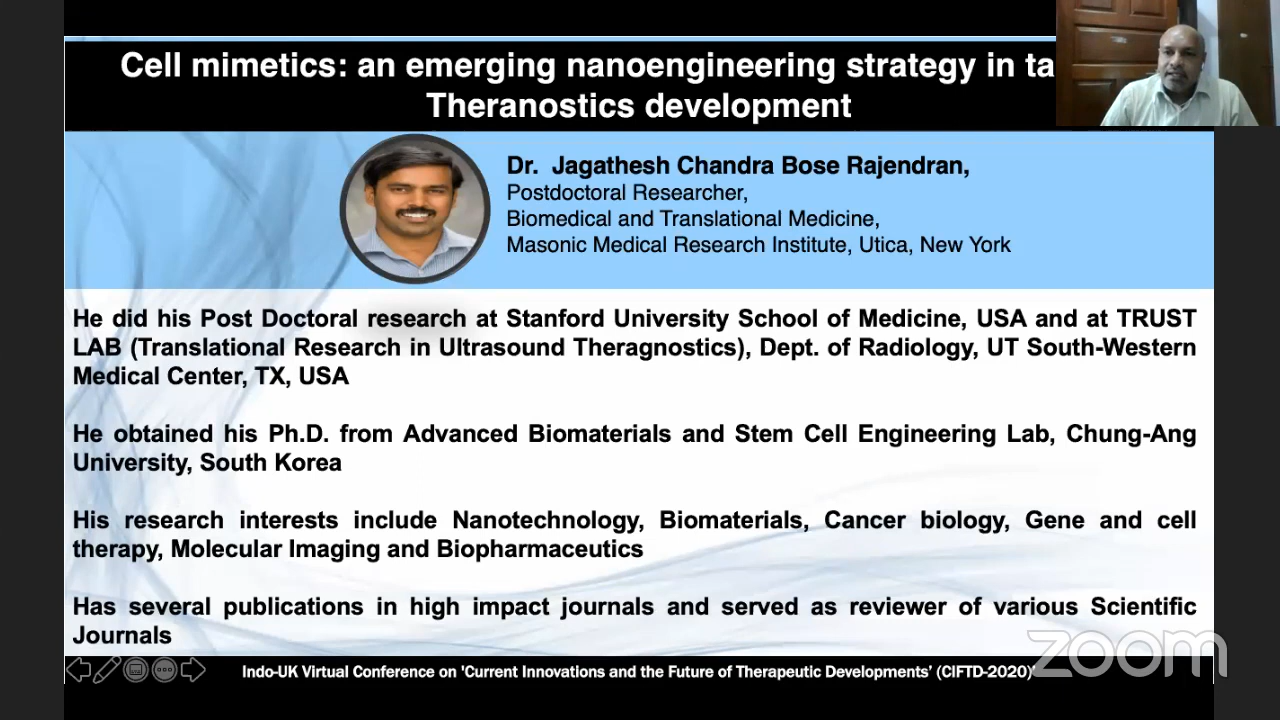 Cell mimetics: an emerging nanoengineering strategy in ta
Theranostics development
Dr. Jagathesh Chandra Bose Rajendran,
Postdoctoral Researcher,
Biomedical and Translational Medicine,
Masonic Medical Research Institute, Utica, New York
He did his Post Doctoral research at Stanford University School of Medicine, USA and at TRUST
LAB (Translational Research in Ultrasound Theragnostics), Dept. of Radiology, UT South-Western
Medical Center, TX, USA
He obtained his Ph.D. from Advanced Biomaterials and Stem Cell Engineering Lab, Chung-Ang
University, South Korea
His research interests include Nanotechnology, Biomaterials, Cancer biology, Gene and cell
therapy, Molecular Imaging and Biopharmaceutics
Has several publications in high impact journals and served as reviewer of various Scientific
Journals
zoom
Indo-UK Virtual Conference on 'Current Innovations and the Future of Therapeutic Developments' (CIFTD-2020)'